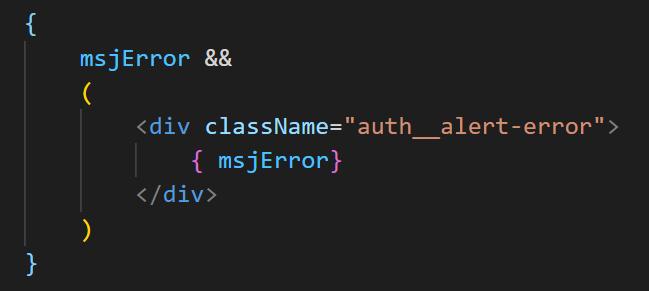 {
msjError &&
(
<div className="auth__alert-error">
{ msjError}
</div>
)
}